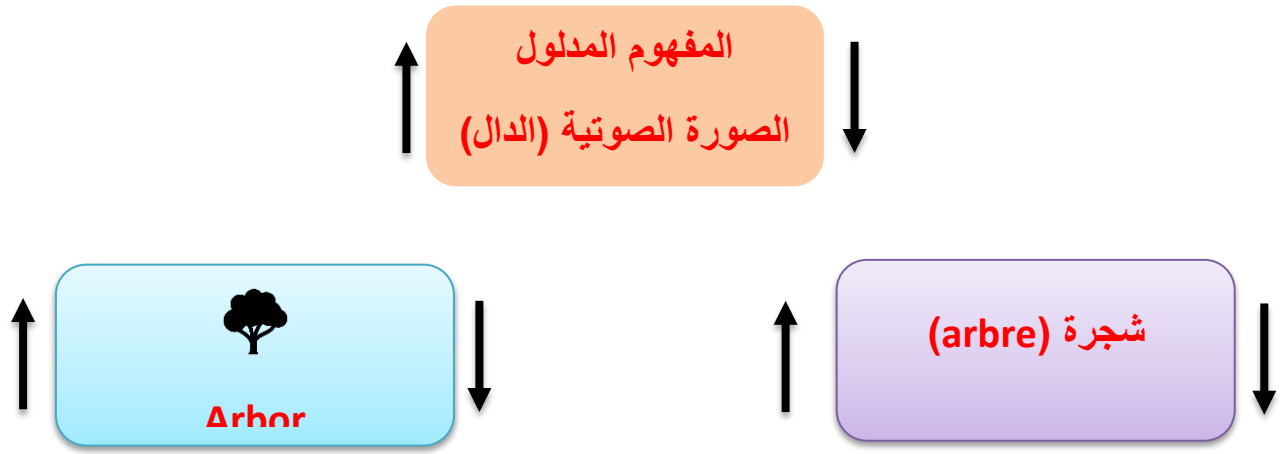 المفهوم المدلول
الصورة الصوتية (الدال)
شجرة (arbre)
Arbor